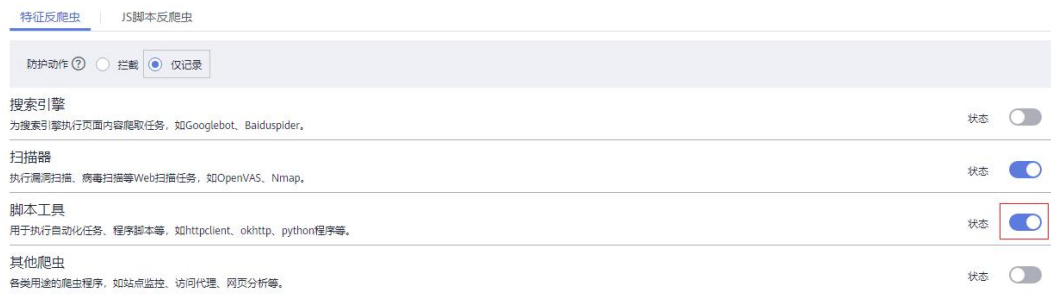 特征反爬虫 JS脚本反爬虫
防护动作 ? 拦截 仅记录
搜索引擎
为搜索引擎执行页面内容爬取任务，如Googlebot、Baiduspider。
状态
扫描器
执行漏洞扫描、病毒扫描等Web扫描任务，如OpenVAS、Nmap。
状态
脚本工具
用于执行自动化任务、程序脚本等，如httpclient、okhttp、python程序等。
状态
其他爬虫
各类用途的爬虫程序，如站点监控、访问代理、网页分析等。
状态